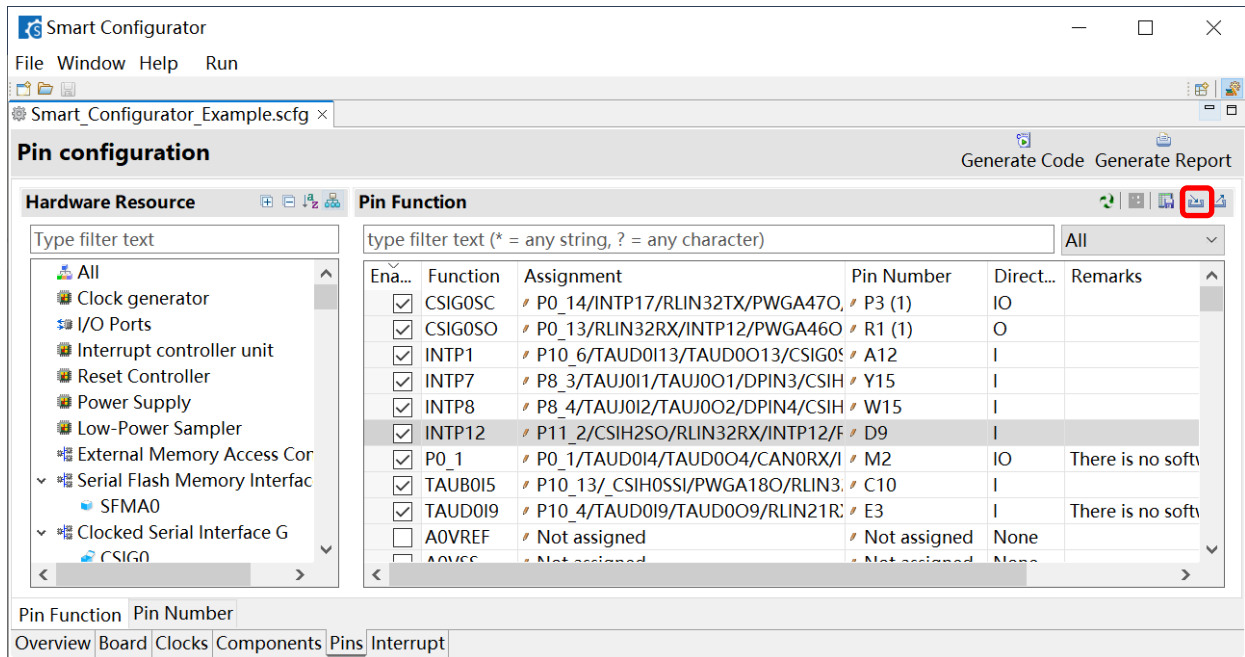 Smart Configurator
File Window Help Run
Smart_Configurator_Example.scfg
Pin configuration
Generate Code Generate Report
Hardware Resource
Pin Function
Type filter text
type filter text (* = any string, ? = any character)
All
All
Clock generator
I/O Ports
Interrupt controller unit
Reset Controller
Power Supply
Low-Power Sampler
External Memory Access Con
Serial Flash Memory Interfac
SFMA0
Clocked Serial Interface G
CSIG0
Ena... Function Assignment Pin Number Direct... Remarks
CSIG0SC P0_14/INTP17/RLIN32TX/PWGA47O, P3 (1) IO
CSIG0SO P0_13/RLIN32RX/INTP12/PWGA46O R1 (1) O
INTP1 P10_6/TAUD0I13/TAUD0O13/CSIG0S A12 I
INTP7 P8_3/TAUJ0I1/TAUJ0O1/DPIN3/CSIH Y15 I
INTP8 P8_4/TAUJ0I2/TAUJ0O2/DPIN4/CSIH W15 I
INTP12 P11_2/CSIH2SO/RLIN32RX/INTP12/F D9 I
P0_1 P0_1/TAUD0I4/TAUD0O4/CAN0RX/I M2 IO There is no softw
TAUB0I5 P10_13/_CSIH0SSI/PWGA18O/RLIN3. C10 I
TAUD0I9 P10_4/TAUD0I9/TAUD0O9/RLIN21R E3 I There is no softw
A0VREF Not assigned Not assigned None
A0VSS Not assigned Not assigned None
Pin Function Pin Number
Overview Board Clocks Components Pins Interrupt